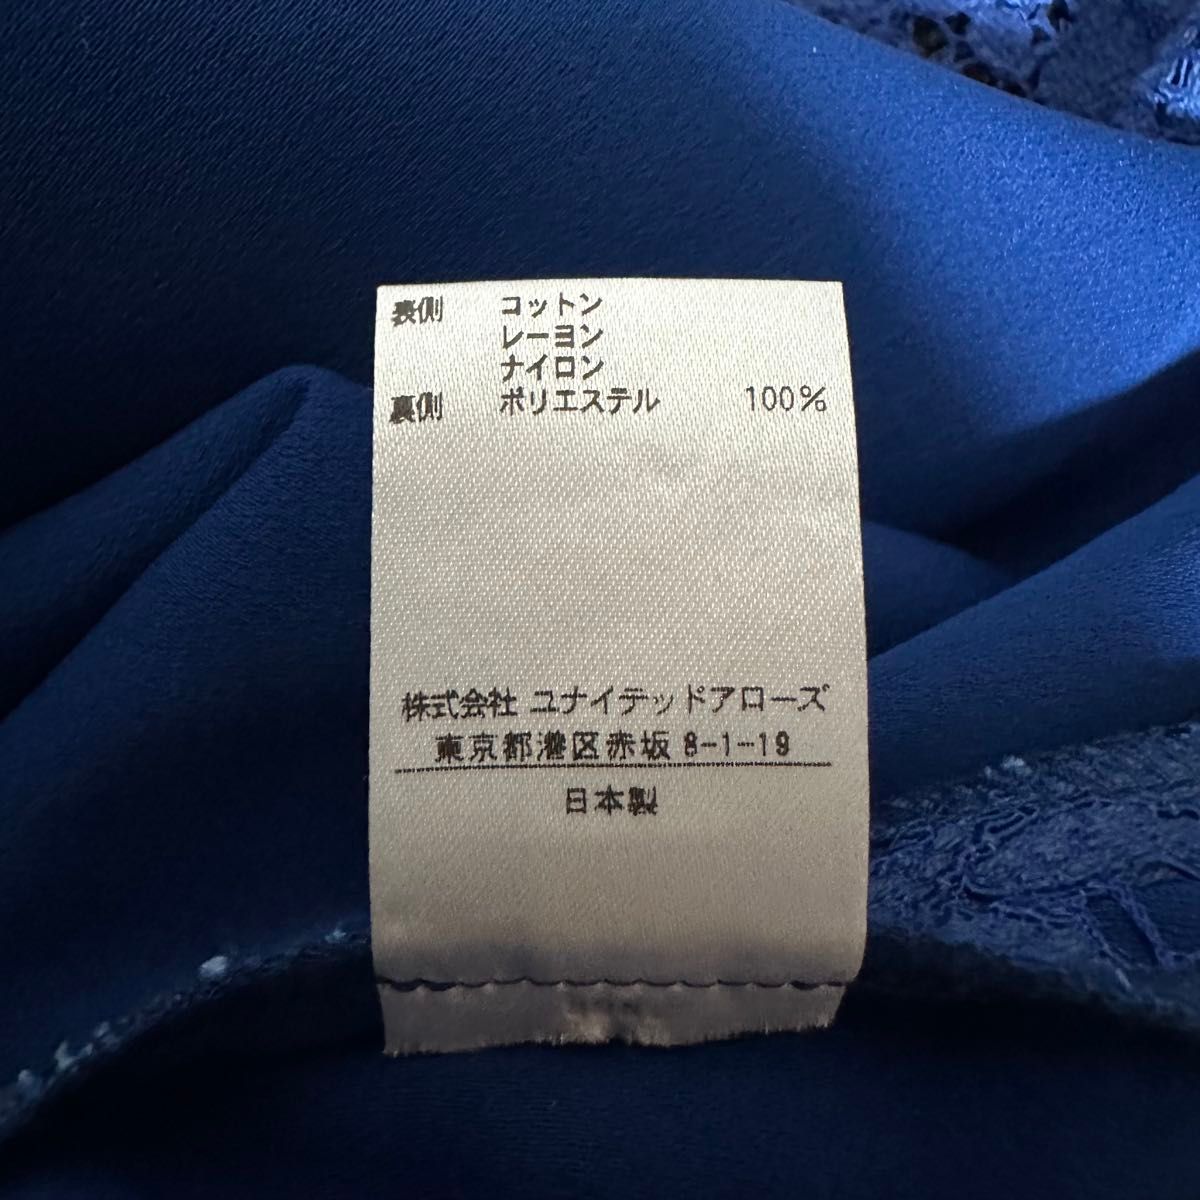 表側 コットン
レーヨン
ナイロン
裏側 ポリエステル 100%
株式会社 ユナイテッドアローズ
東京都港区赤坂 8-1-19
日本製